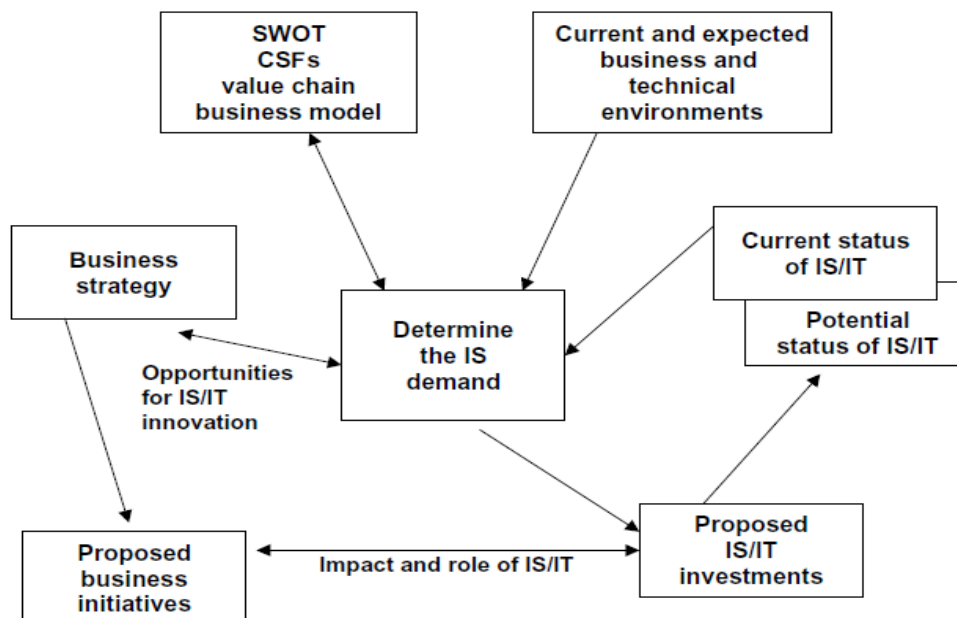 SWOT
CSFs
value chain
business model
Current and expected
business and
technical
environments
Business
strategy
Determine
the IS
demand
Current status
of IS/IT
Potential
status of IS/IT
Opportunities
for IS/IT
innovation
Proposed
business
initiatives
Impact and role of IS/IT
Proposed
IS/IT
investments